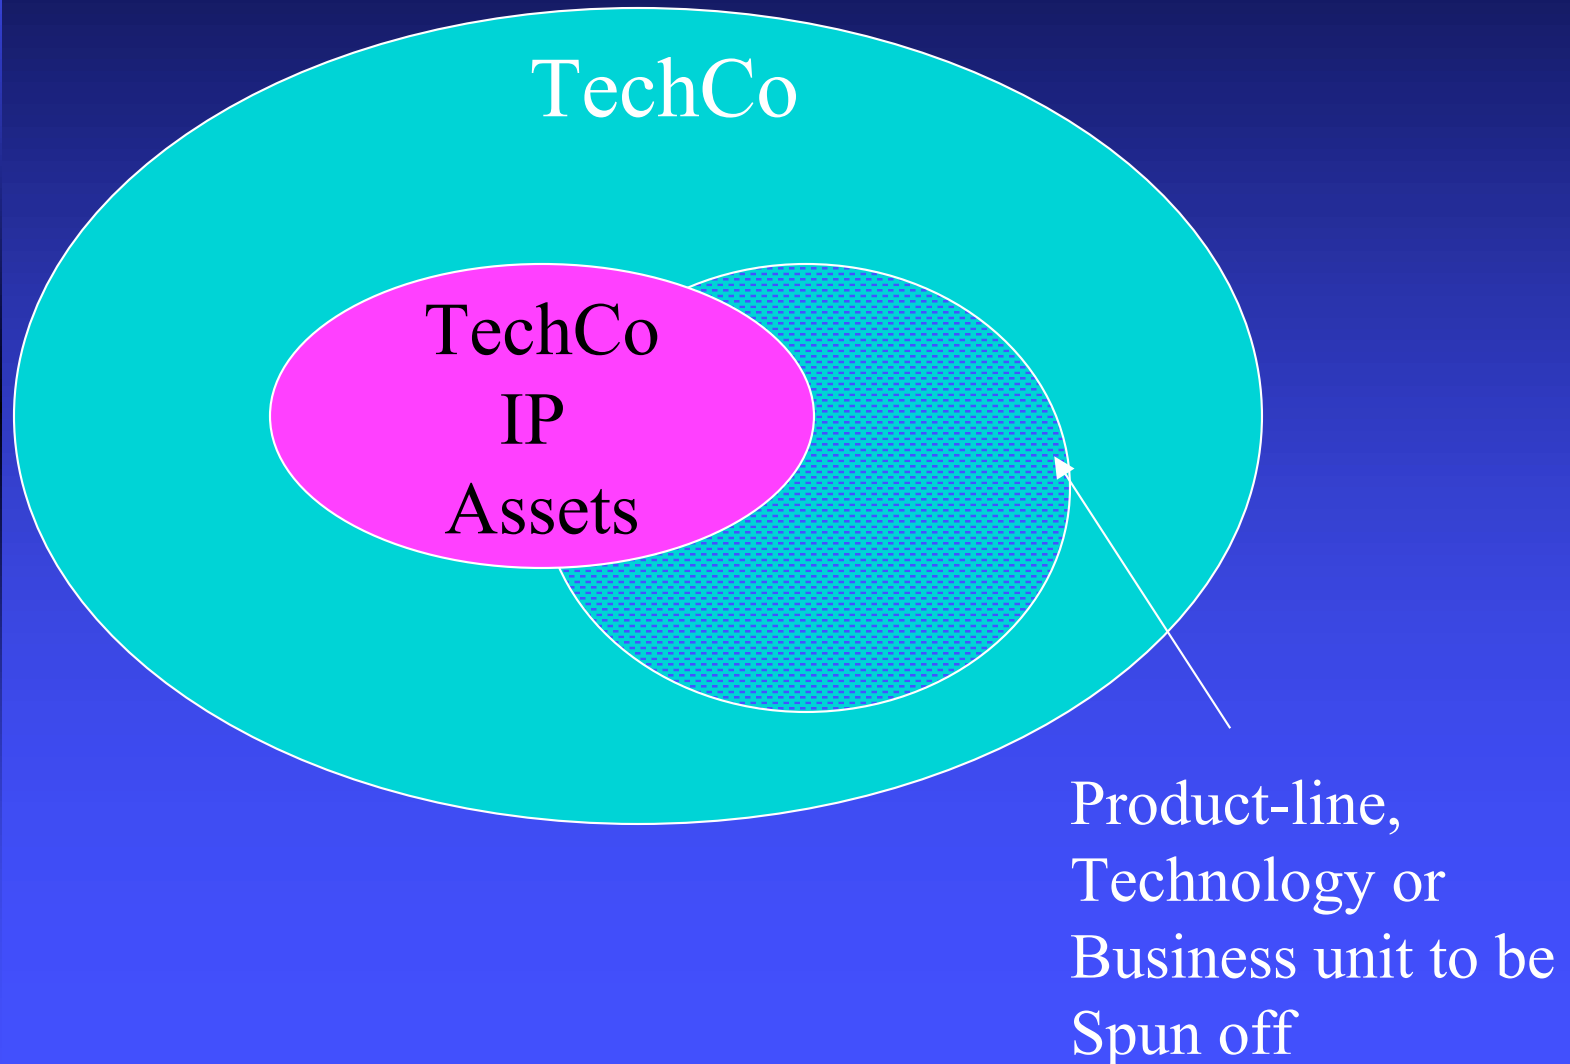 TechCo
TechCo
IP
Assets
Product-line,
Technology or
Business unit to be
Spun off